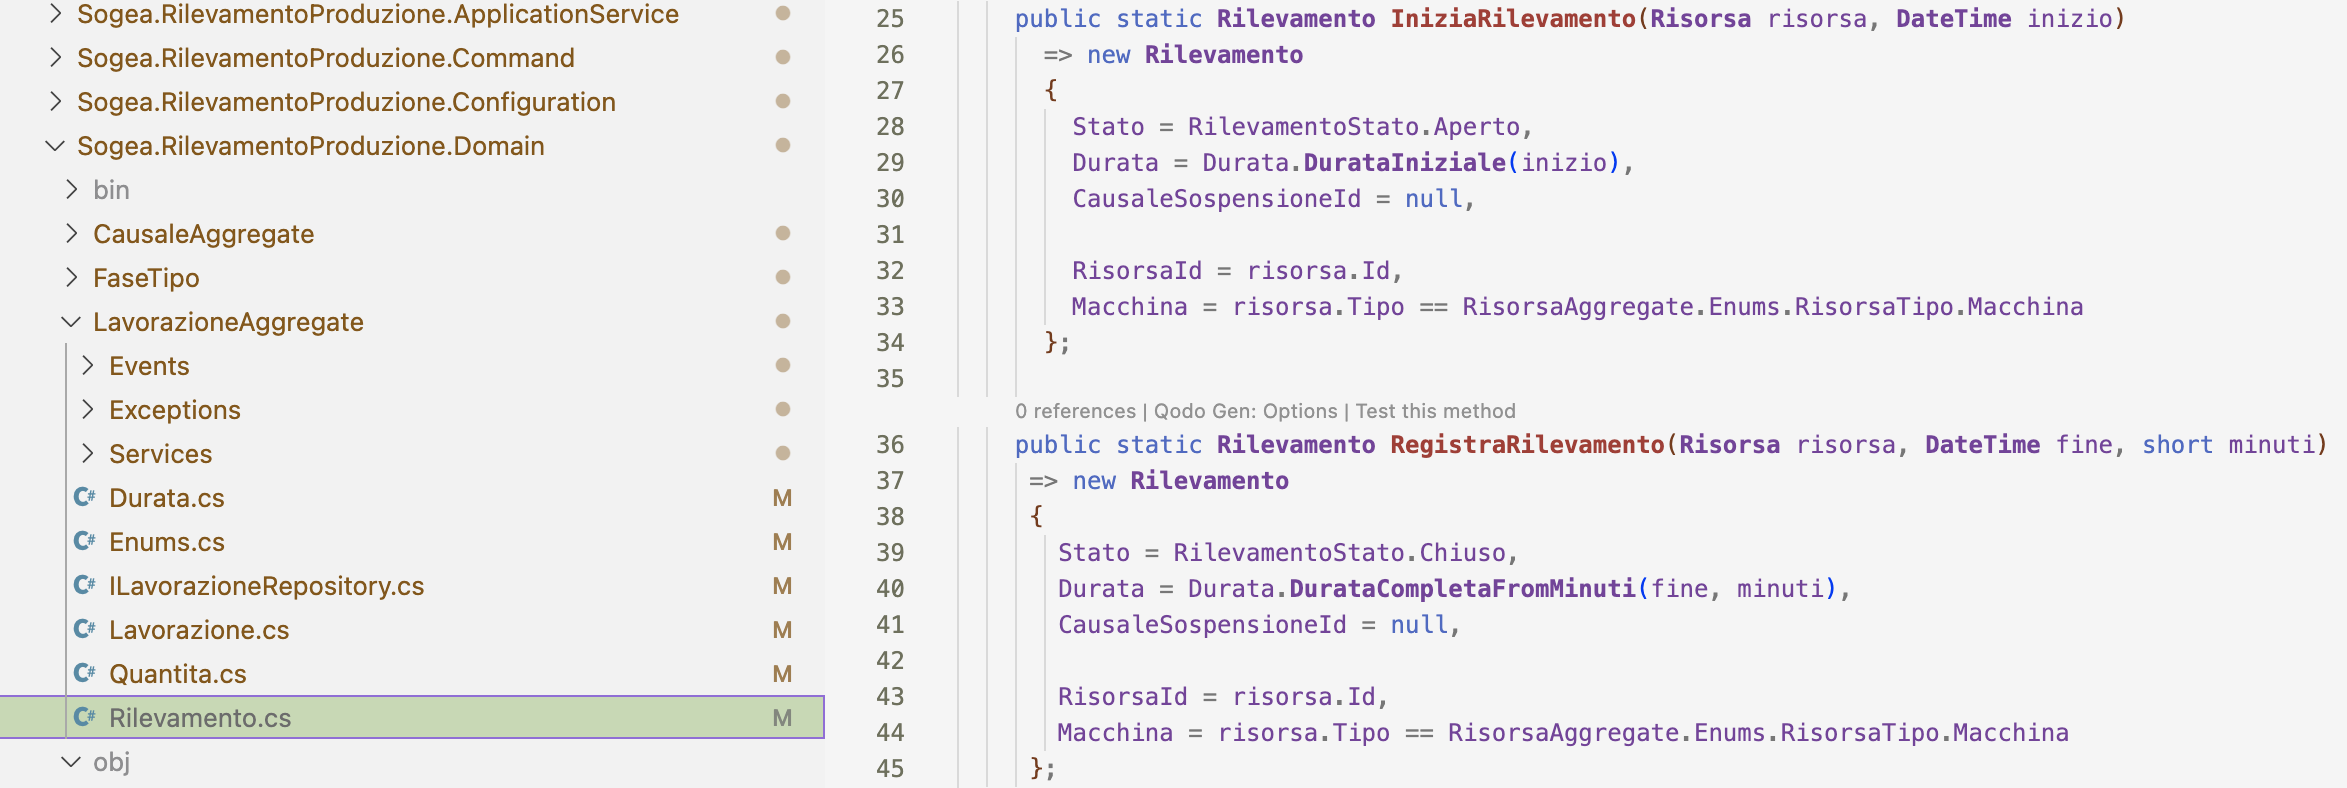 Sogea.RilevamentoProduzione.ApplicationService
Sogea.RilevamentoProduzione.Command
Sogea.RilevamentoProduzione.Configuration
Sogea.RilevamentoProduzione.Domain
bin
CausaleAggregate
FaseTipo
LavorazioneAggregate
Events
Exceptions
Services
C# Durata.cs M
C# Enums.cs M
C# ILavorazioneRepository.cs M
C# Lavorazione.cs M
C# Quantita.cs M
C# Rilevamento.cs M
obj
25 public static Rilevamento IniziaRilevamento(Risorsa risorsa, DateTime inizio)
26 => new Rilevamento
27 {
28 Stato = RilevamentoStato.Aperto,
29 Durata = Durata.DurataIniziale(inizio),
30 CausaleSospensioneId = null,
31
32 RisorsaId = risorsa.Id,
33 Macchina = risorsa.Tipo == RisorsaAggregate.Enums.RisorsaTipo.Macchina
34 };
35
0 references | Qodo Gen: Options | Test this method
36 public static Rilevamento RegistraRilevamento(Risorsa risorsa, DateTime fine, short minuti)
37 => new Rilevamento
38 {
39 Stato = RilevamentoStato.Chiuso,
40 Durata = Durata.DurataCompletaFromMinuti(fine, minuti),
41 CausaleSospensioneId = null,
42
43 RisorsaId = risorsa.Id,
44 Macchina = risorsa.Tipo == RisorsaAggregate.Enums.RisorsaTipo.Macchina
45 };